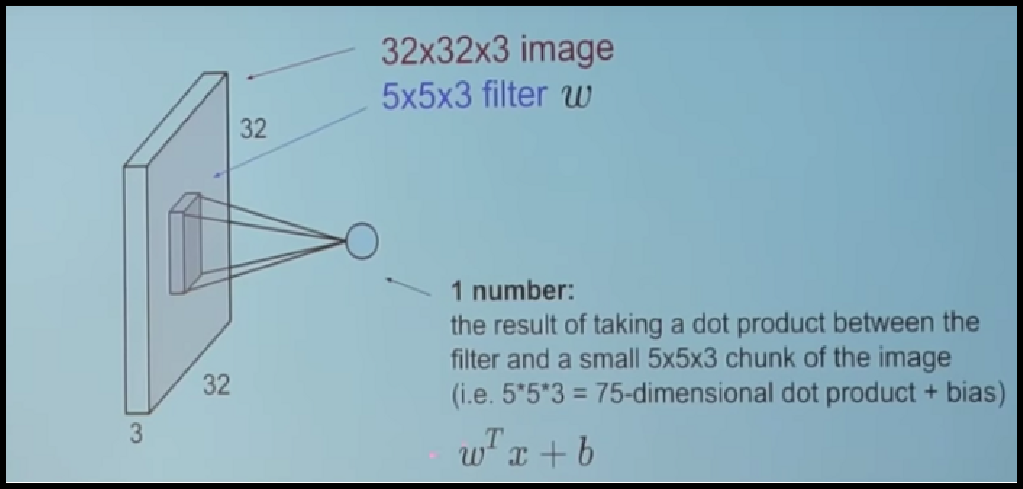 32x32x3 image
5x5x3 filter w
32
32
3
1 number:
the result of taking a dot product between the
filter and a small 5x5x3 chunk of the image
(i.e. 5*5*3 = 75-dimensional dot product + bias)
w^T x + b